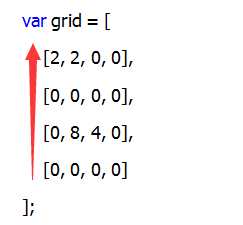 var grid = [
[2, 2, 0, 0],
[0, 0, 0, 0],
[0, 8, 4, 0],
[0, 0, 0, 0]
];